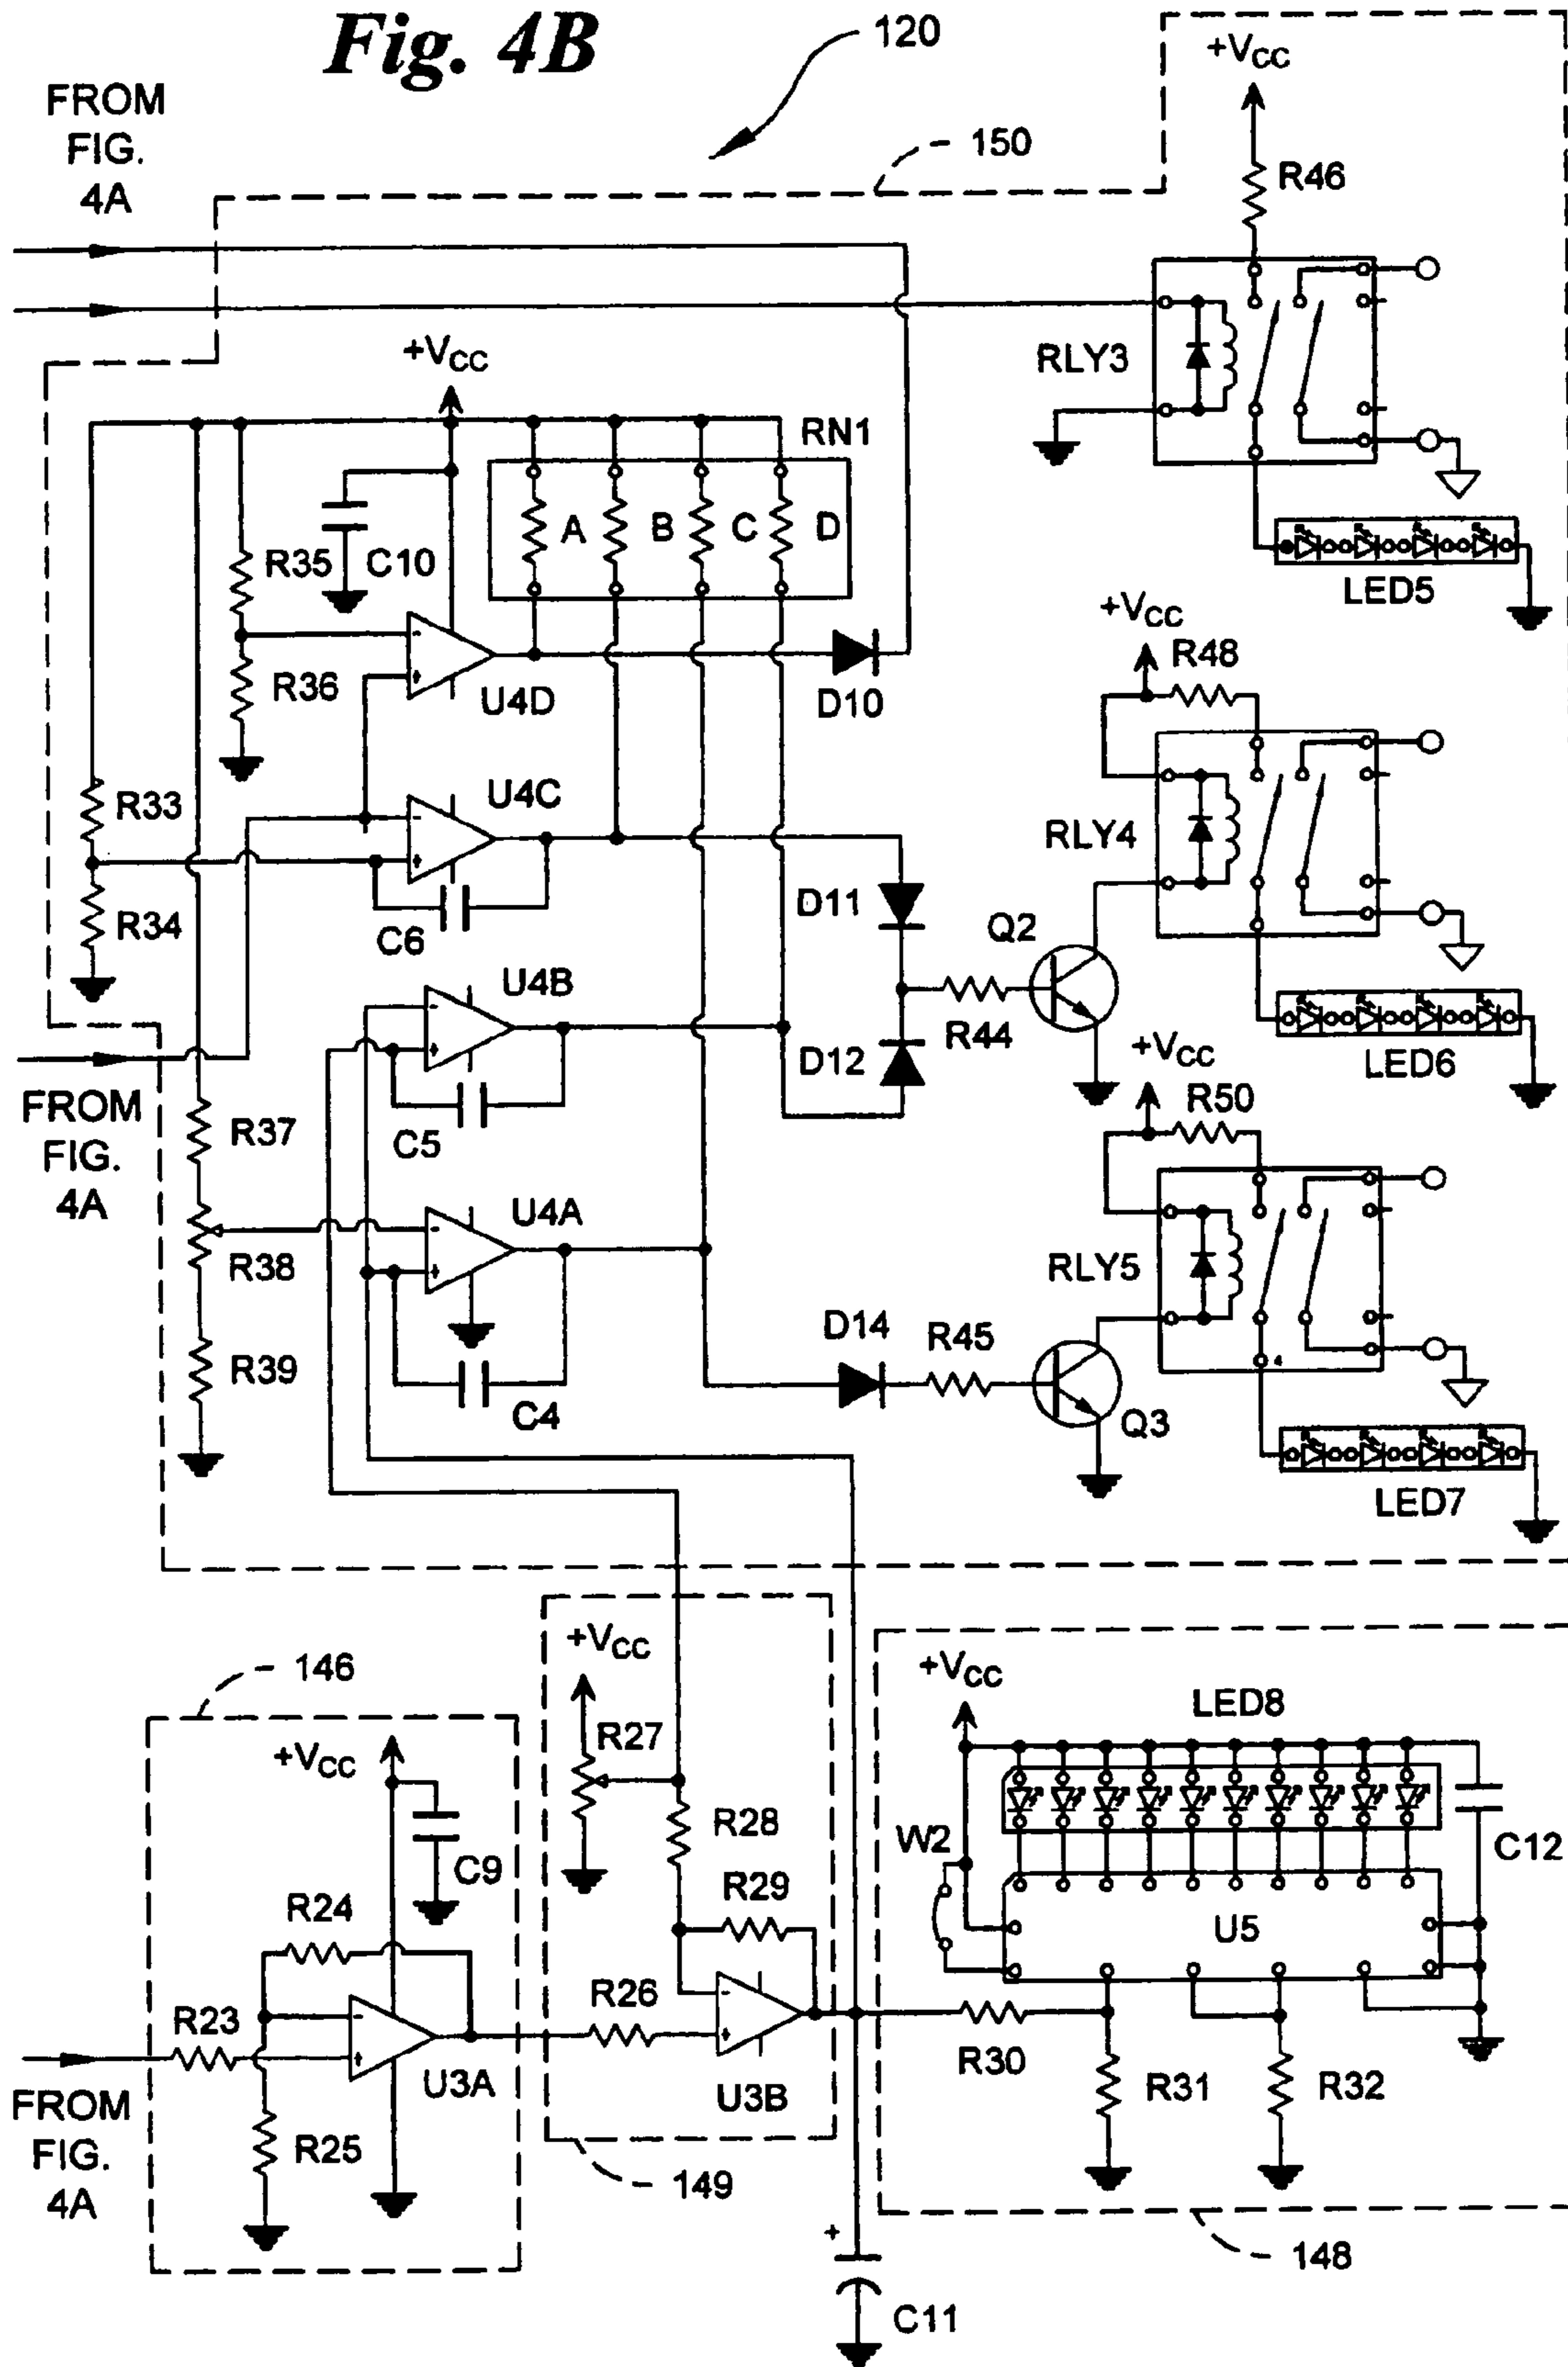 Fig. 4B
120
FROM
FIG.
4A
150
+VCC
R46
RLY3
LED5
+VCC
RN1
A
B
C
D
R35
C10
R36
U4D
D10
+VCC
R48
R33
U4C
RLY4
R34
C6
D11
Q2
U4B
R44
LED6
FROM
FIG.
4A
C5
D12
+VCC
R50
R37
U4A
R38
RLY5
D14
R45
R39
C4
Q3
4
LED7
146
+VCC
+VCC
LED8
R27
+VCC
R28
W2
C12
C9
R29
U5
R24
R26
R23
U3A
U3B
R30
R31
R32
FROM
FIG.
4A
R25
149
148
+
C11